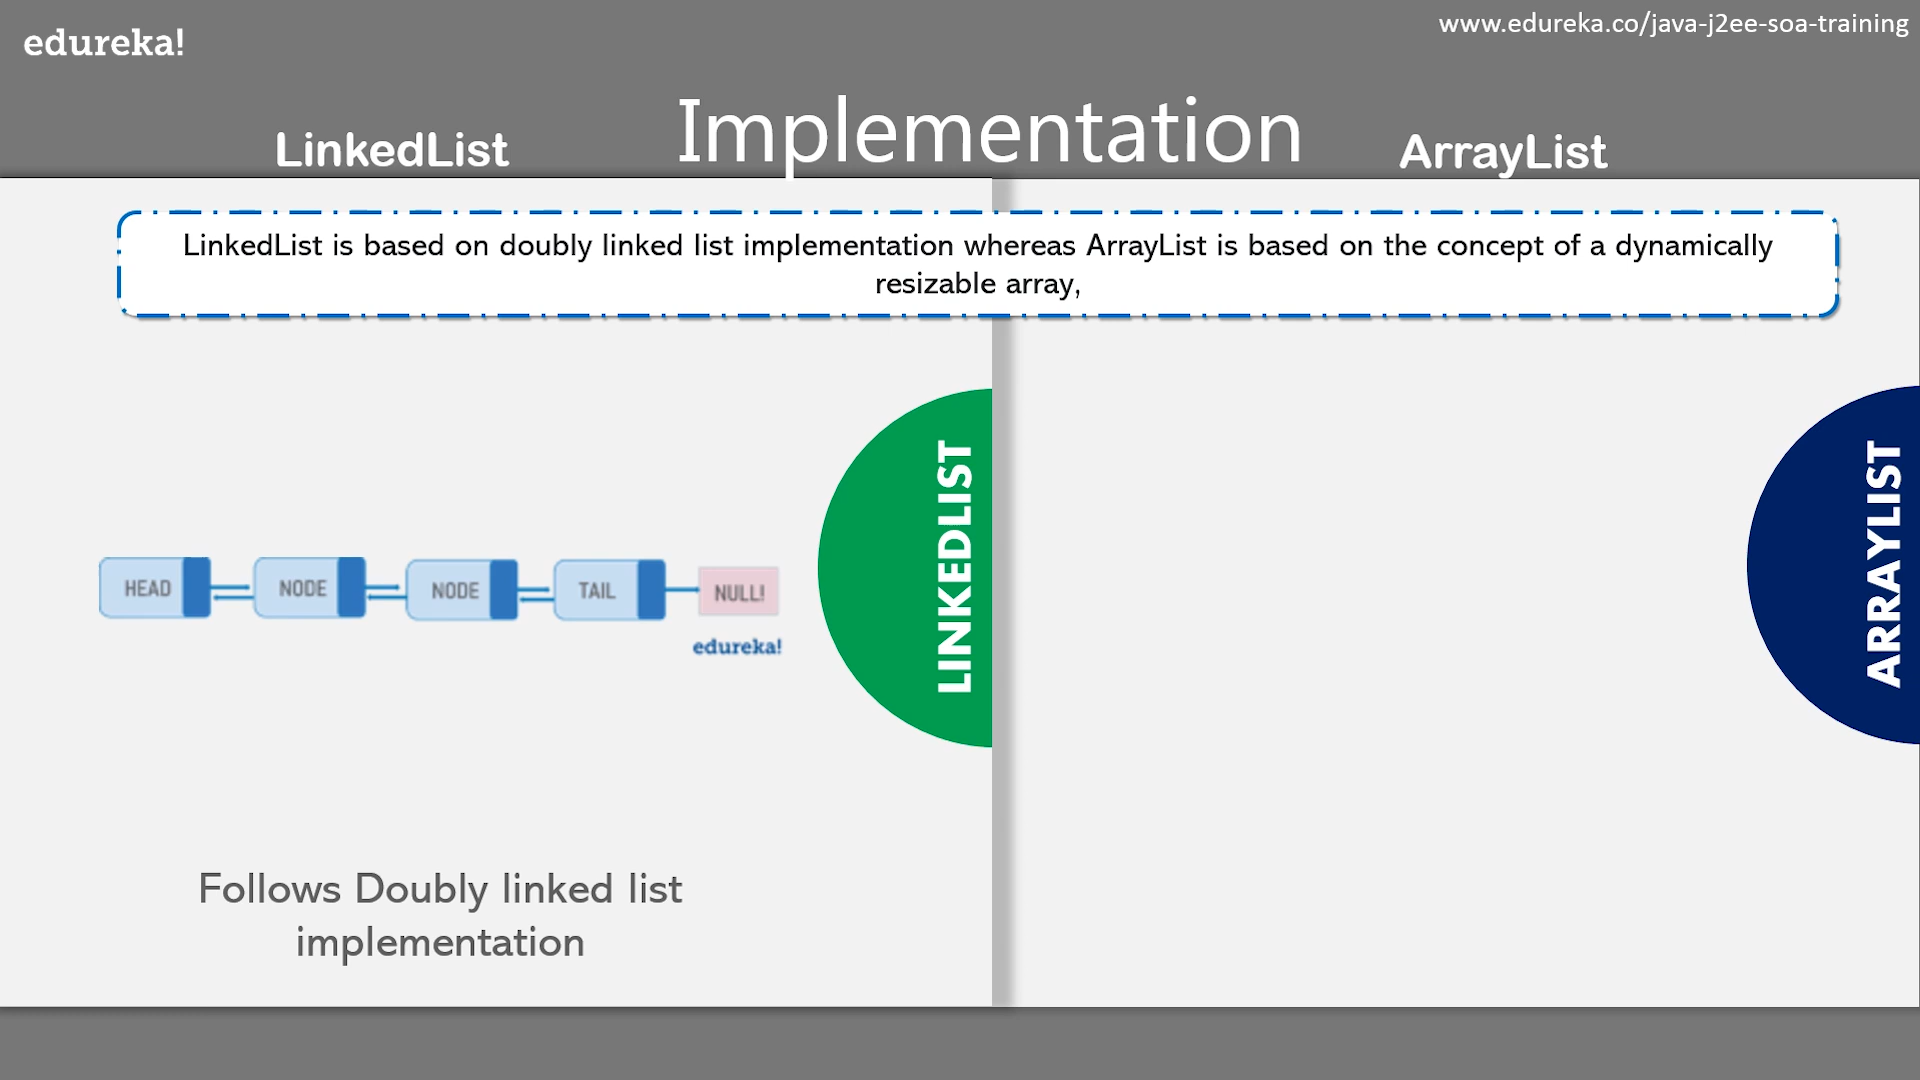 edureka!
www.edureka.co/java-j2ee-soa-training
LinkedList
Implementation
ArrayList
LinkedList is based on doubly linked list implementation whereas ArrayList is based on the concept of a dynamically
resizable array,
LINKEDLIST
ARRAYLIST
HEAD
NODE
NODE
TAIL
NULL!
edureka!
Follows Doubly linked list
implementation